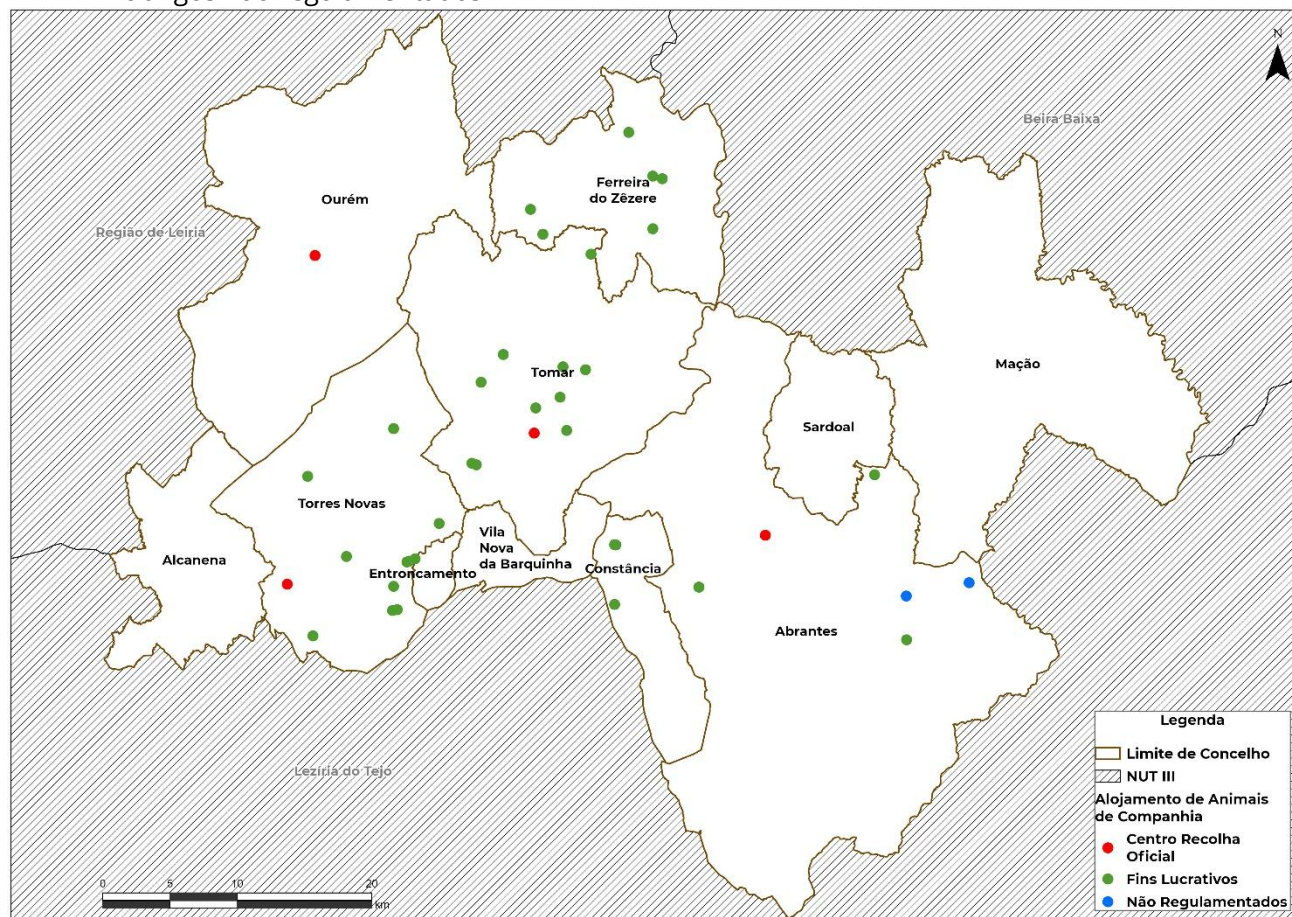 N
Beira Baixa
Ferreira
do Zêzere
Ourém
Região de Leiria
Mação
Tomar
Sardoal
Torres Novas
Vila
Nova
da Barquinha
Alcanena
Entroncamento
Constância
Abrantes
Lezíria do Tejo
Legenda
Limite de Concelho
NUT III
Alojamento de Animais
de Companhia
Centro Recolha
Oficial
Fins Lucrativos
Não Regulamentados
0 5 10 20
km